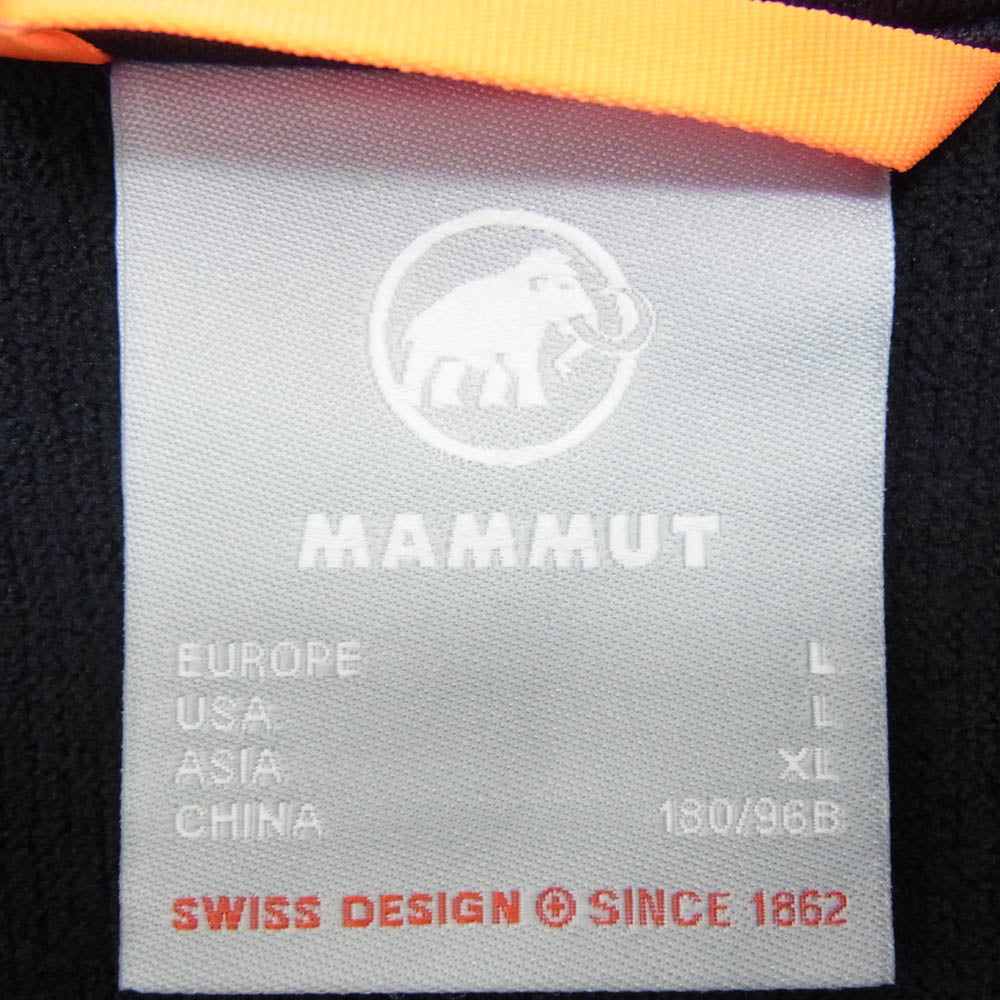 MAMMUT
EUROPE L
USA L
ASIA XL
CHINA 180/96B
SWISS DESIGN SINCE 1862